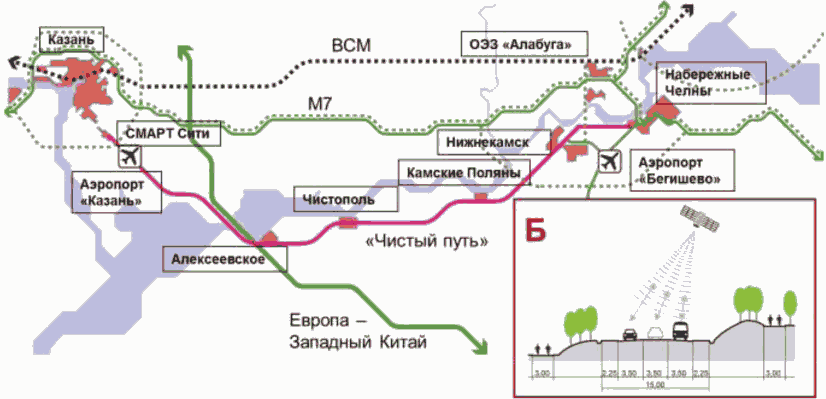 Казань
ВСМ
ОЭЗ «Алабуга»
Набережные
Челны
М7
СМАРТ Сити
Нижнекамск
Аэропорт
«Бегишево»
Аэропорт
«Казань»
Камские Поляны
Чистополь
«Чистый путь»
Алексеевское
Европа –
Западный Китай
Б
3,00 2,25 3,50 3,50 3,50 2,25 3,00
15,00